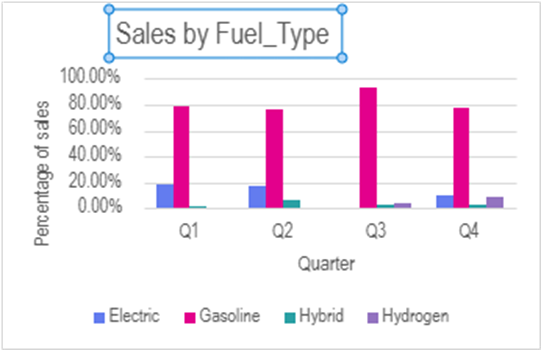 Sales by Fuel_Type
100.00%
80.00%
60.00%
40.00%
20.00%
0.00%
Percentage of sales
Q1 Q2 Q3 Q4
Quarter
Electric Gasoline Hybrid Hydrogen